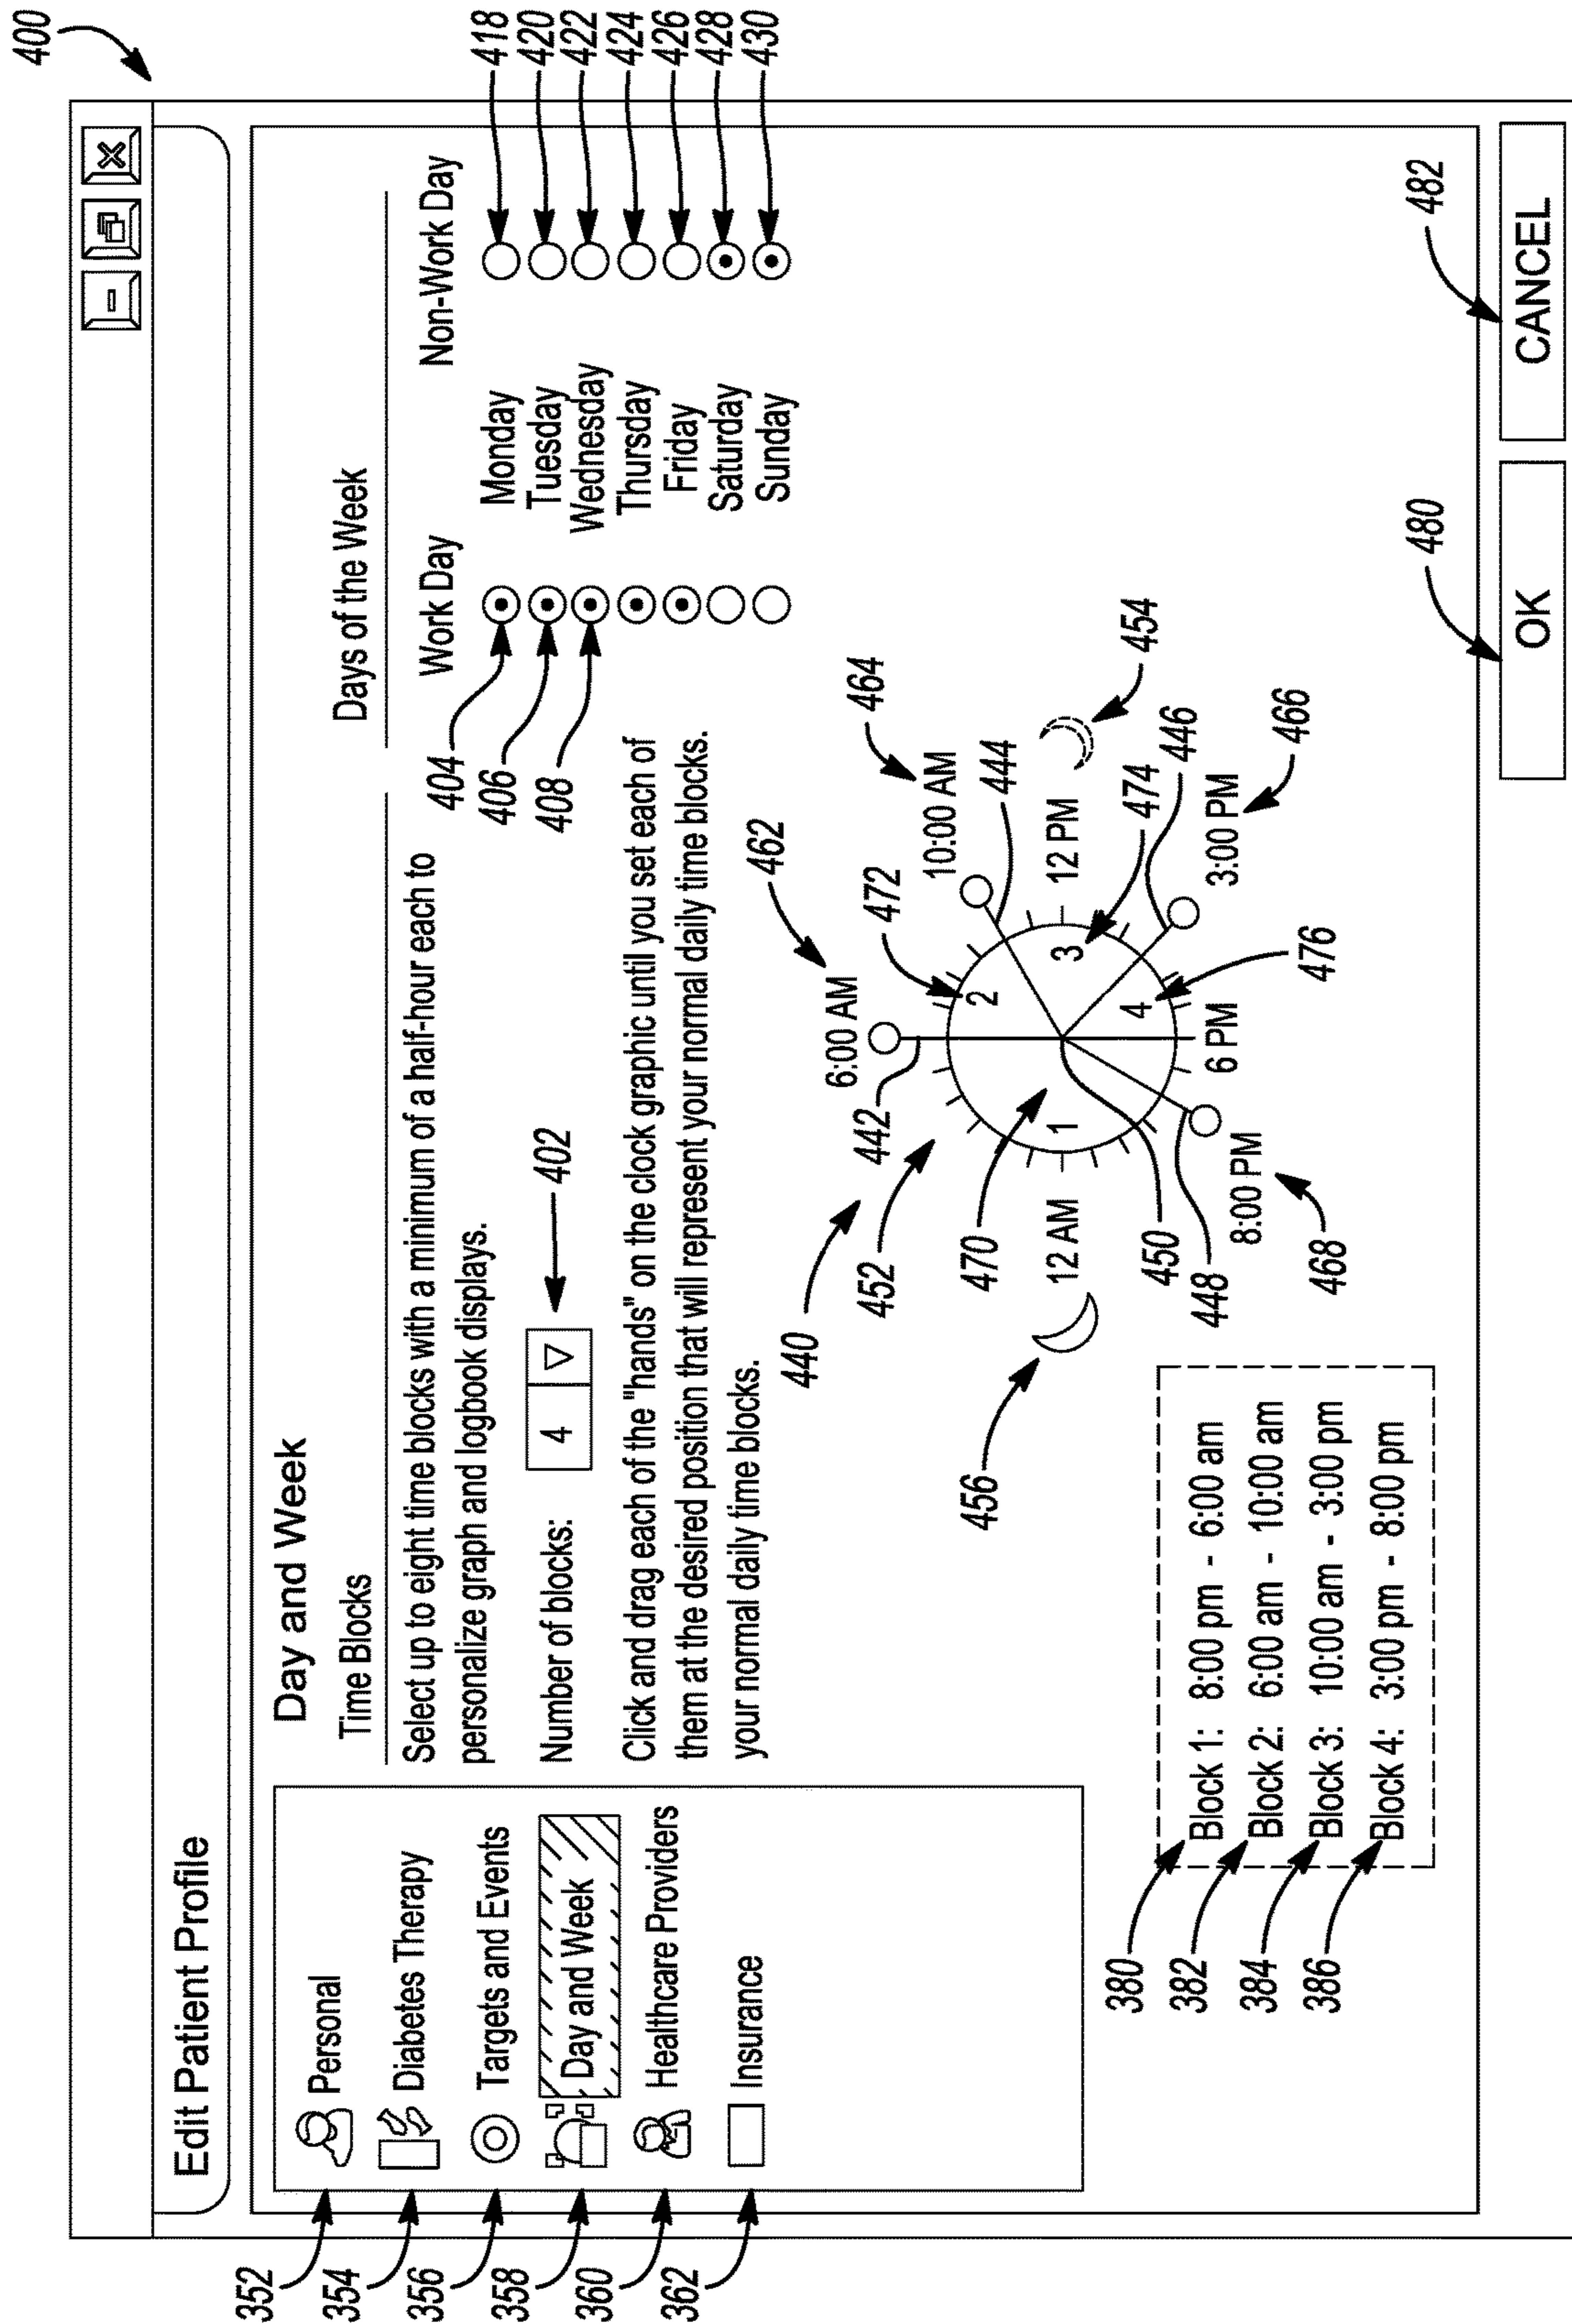 400
Edit Patient Profile
352
Personal
354
Diabetes Therapy
356
Targets and Events
358
Day and Week
360
Healthcare Providers
362
Insurance
Day and Week
Time Blocks
Select up to eight time blocks with a minimum of a half-hour each to
personalize graph and logbook displays.
Number of blocks: 4
402
Click and drag each of the "hands" on the clock graphic until you set each of
them at the desired position that will represent your normal daily time blocks.
your normal daily time blocks.
Days of the Week
Work Day Non-Work Day
404 Monday 418
406 Tuesday 420
408 Wednesday 422
Thursday 424
Friday 426
Saturday 428
Sunday 430
440
452
442
462
6:00 AM
472
464
10:00 AM
444
456
12 AM
470
1
2
3
4
12 PM
454
474
446
450
448
8:00 PM
468
6 PM
476
3:00 PM
466
380 Block 1: 8:00 pm - 6:00 am
382 Block 2: 6:00 am - 10:00 am
384 Block 3: 10:00 am - 3:00 pm
386 Block 4: 3:00 pm - 8:00 pm
480
OK
482
CANCEL